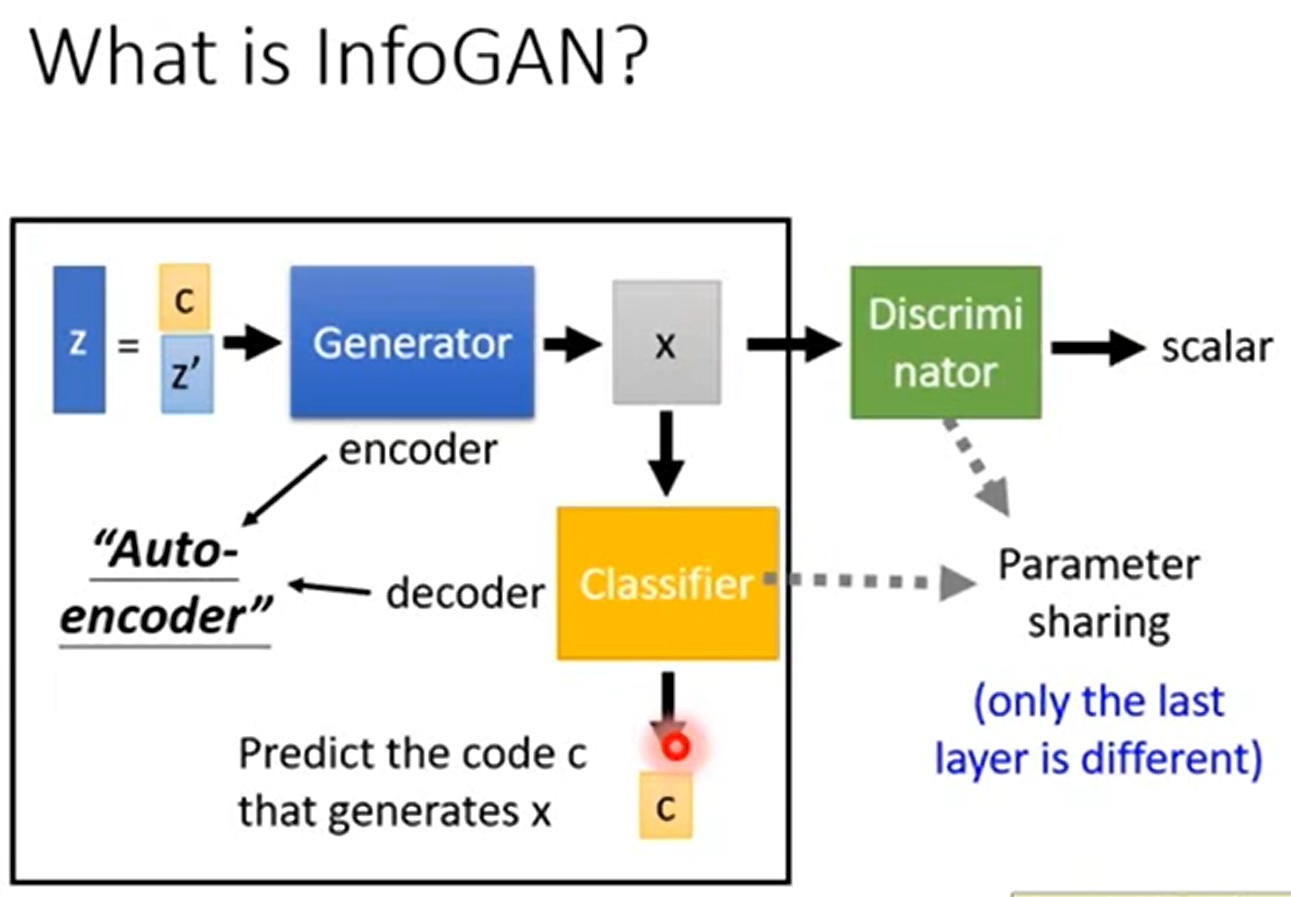 What is InfoGAN?
z
=
c
z′
Generator
x
Discrimi
nator
scalar
encoder
“Auto-
encoder”
decoder
Classifier
Parameter
sharing
(only the last
layer is different)
Predict the code c
that generates x
c